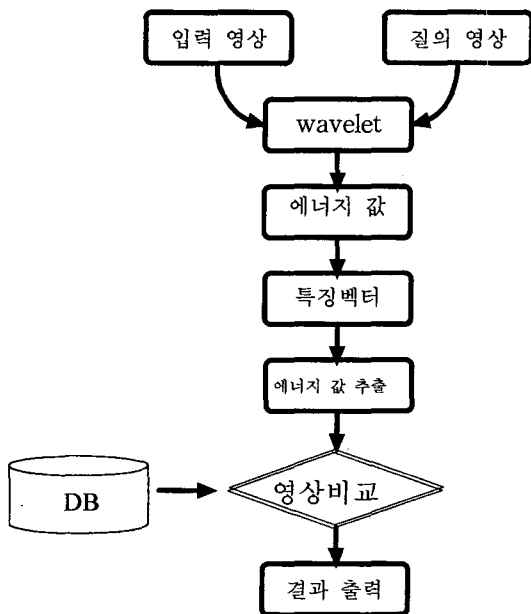 입력 영상
질의 영상
wavelet
에너지 값
특징벡터
에너지 값 추출
DB
영상비교
결과 출력